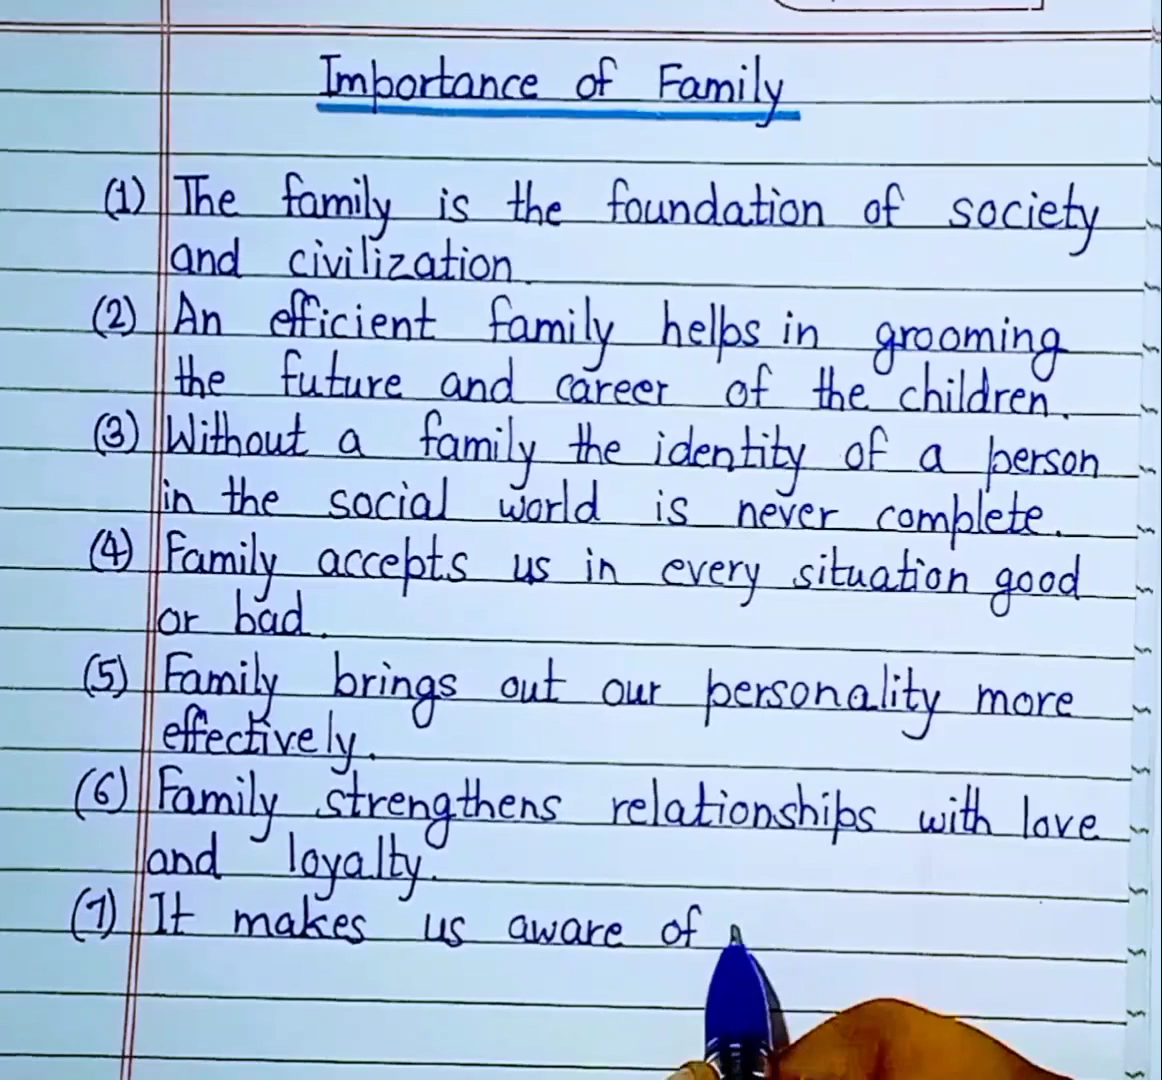 Importance of Family
(1) The family is the foundation of society
and civilization
(2) An efficient family helps in grooming
the future and career of the children.
(3) Without a family the identity of a person
in the social world is never complete.
(4) Family accepts us in every situation good
or bad.
(5) Family brings out our personality more
effectively.
(6) Family strengthens relationships with love
and loyalty.
(7) It makes us aware of